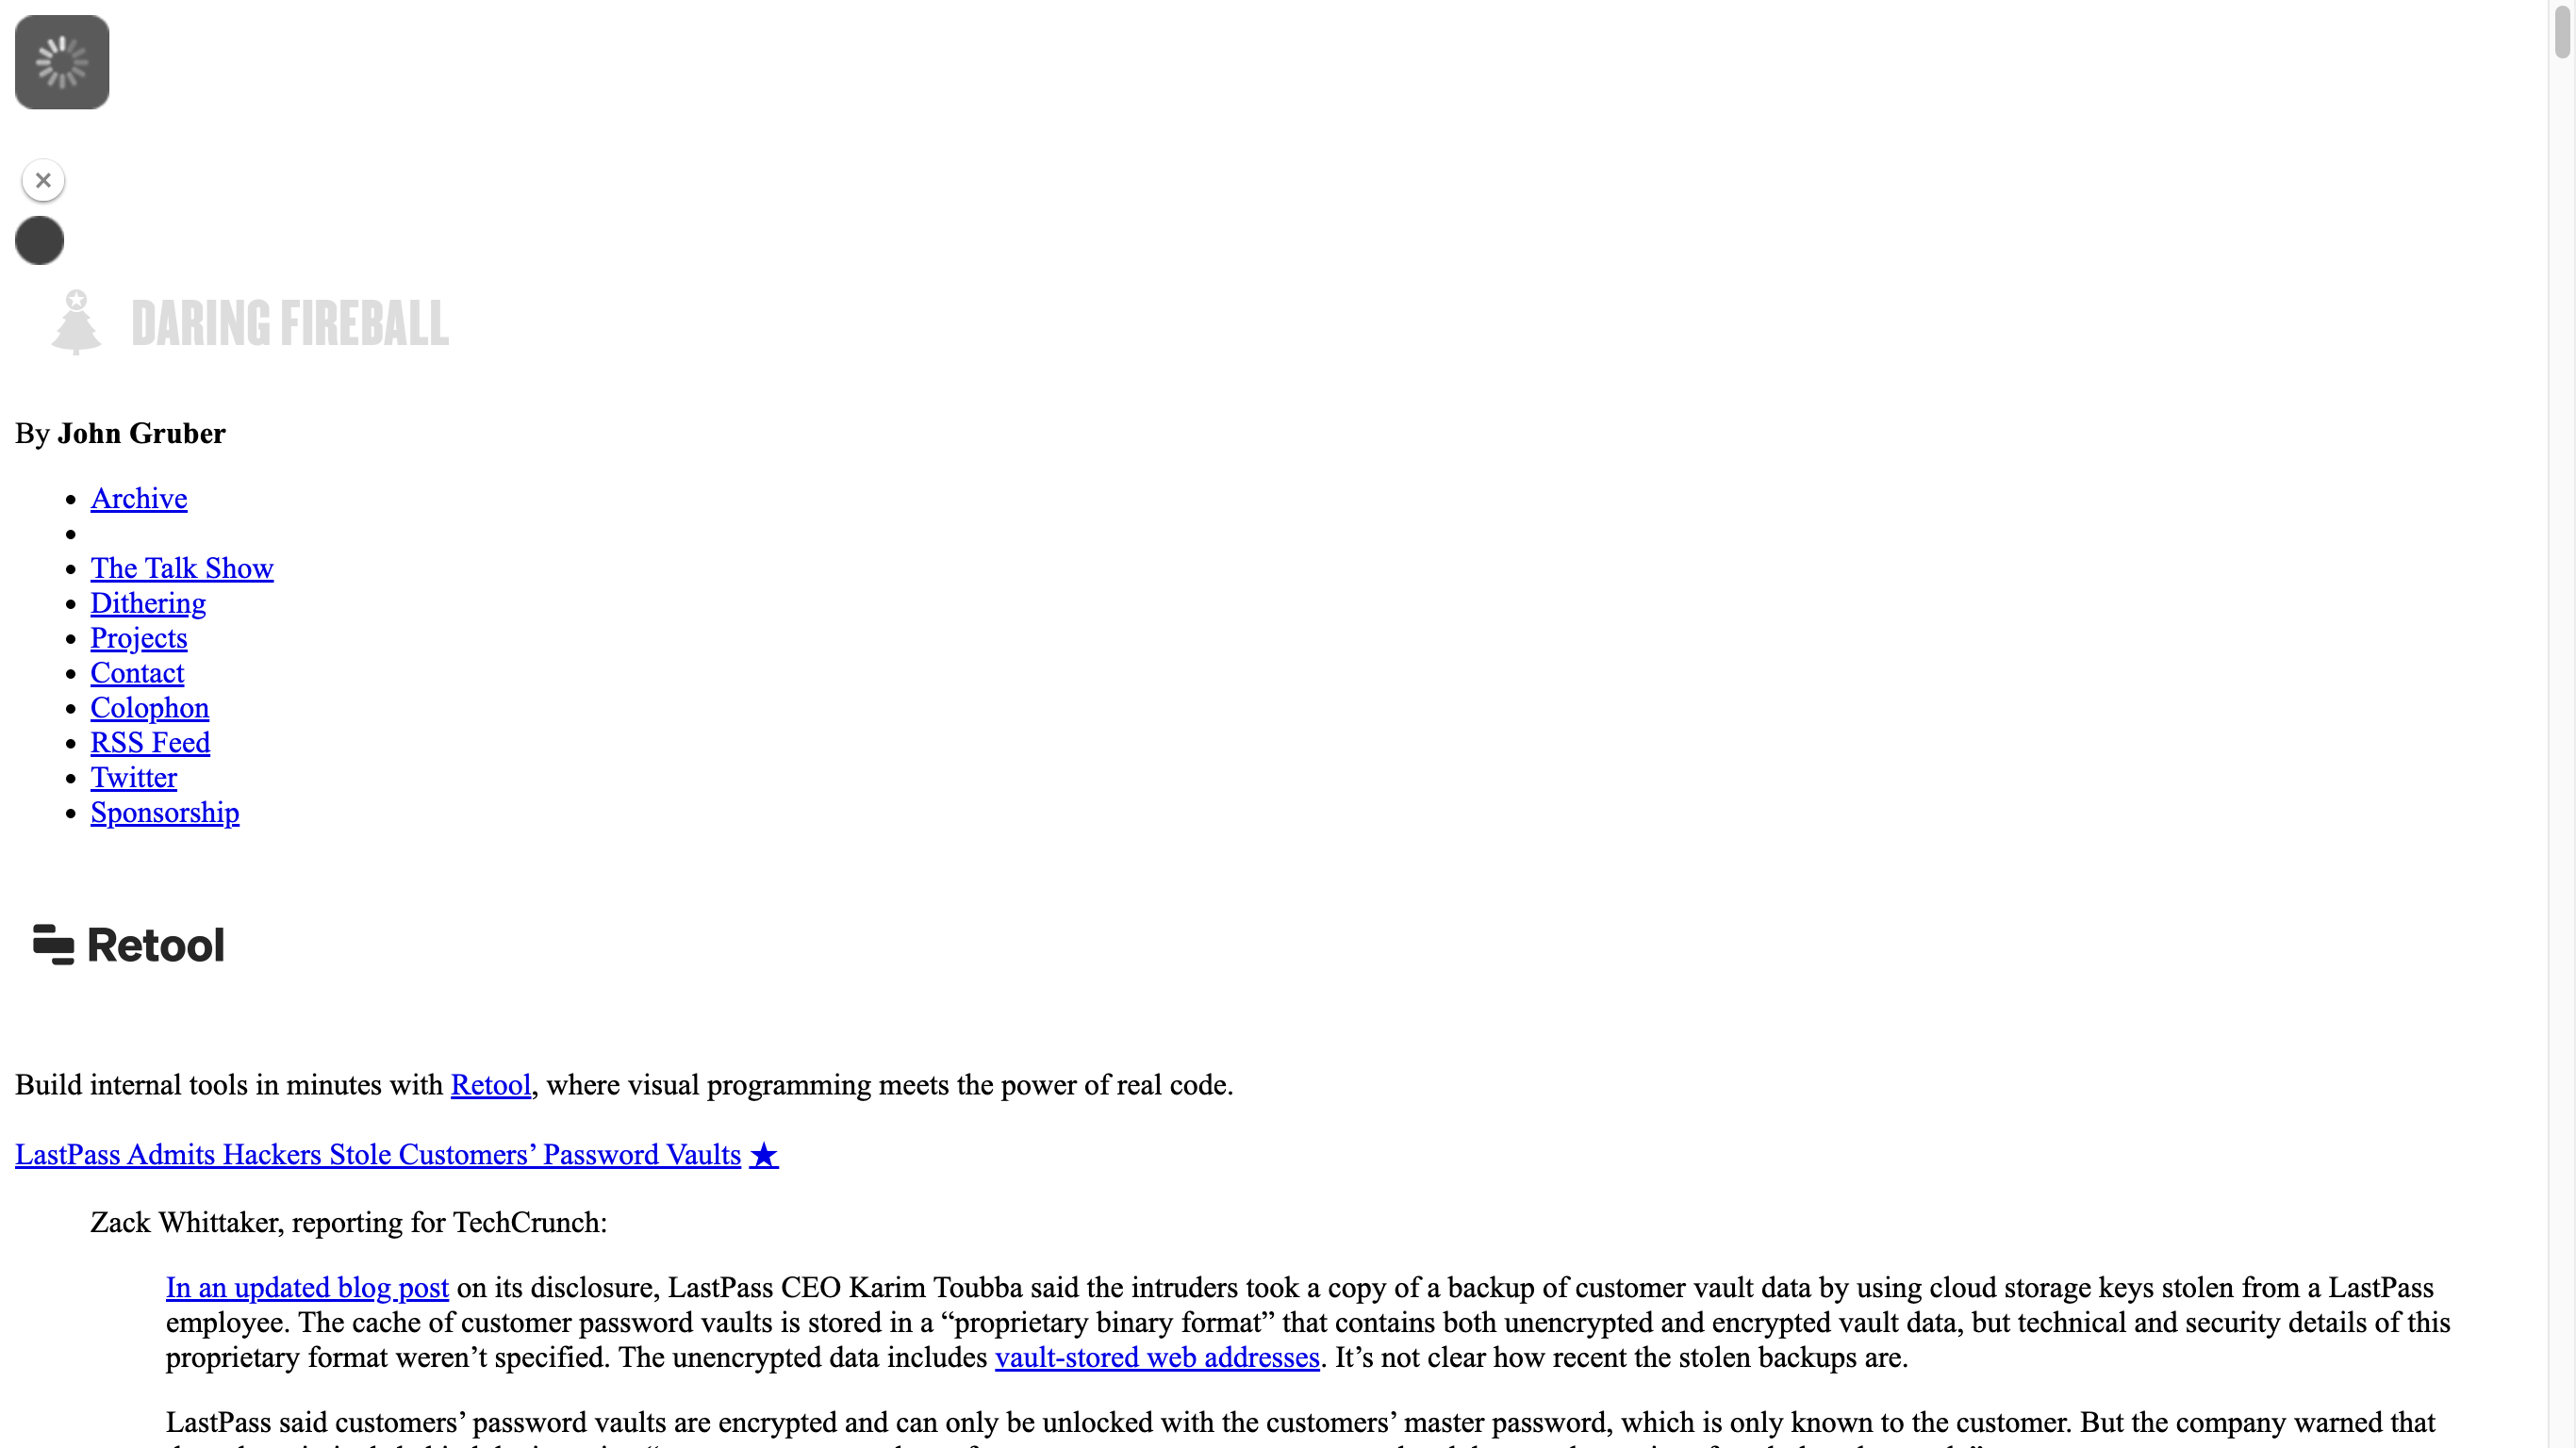 DARING FIREBALL
By John Gruber
Archive
The Talk Show
Dithering
Projects
Contact
Colophon
RSS Feed
Twitter
Sponsorship
Retool
Build internal tools in minutes with Retool, where visual programming meets the power of real code.
LastPass Admits Hackers Stole Customers’ Password Vaults ★
Zack Whittaker, reporting for TechCrunch:
In an updated blog post on its disclosure, LastPass CEO Karim Toubba said the intruders took a copy of a backup of customer vault data by using cloud storage keys stolen from a LastPass
employee. The cache of customer password vaults is stored in a “proprietary binary format” that contains both unencrypted and encrypted vault data, but technical and security details of this
proprietary format weren’t specified. The unencrypted data includes vault-stored web addresses. It’s not clear how recent the stolen backups are.
LastPass said customers’ password vaults are encrypted and can only be unlocked with the customers’ master password, which is only known to the customer. But the company warned that